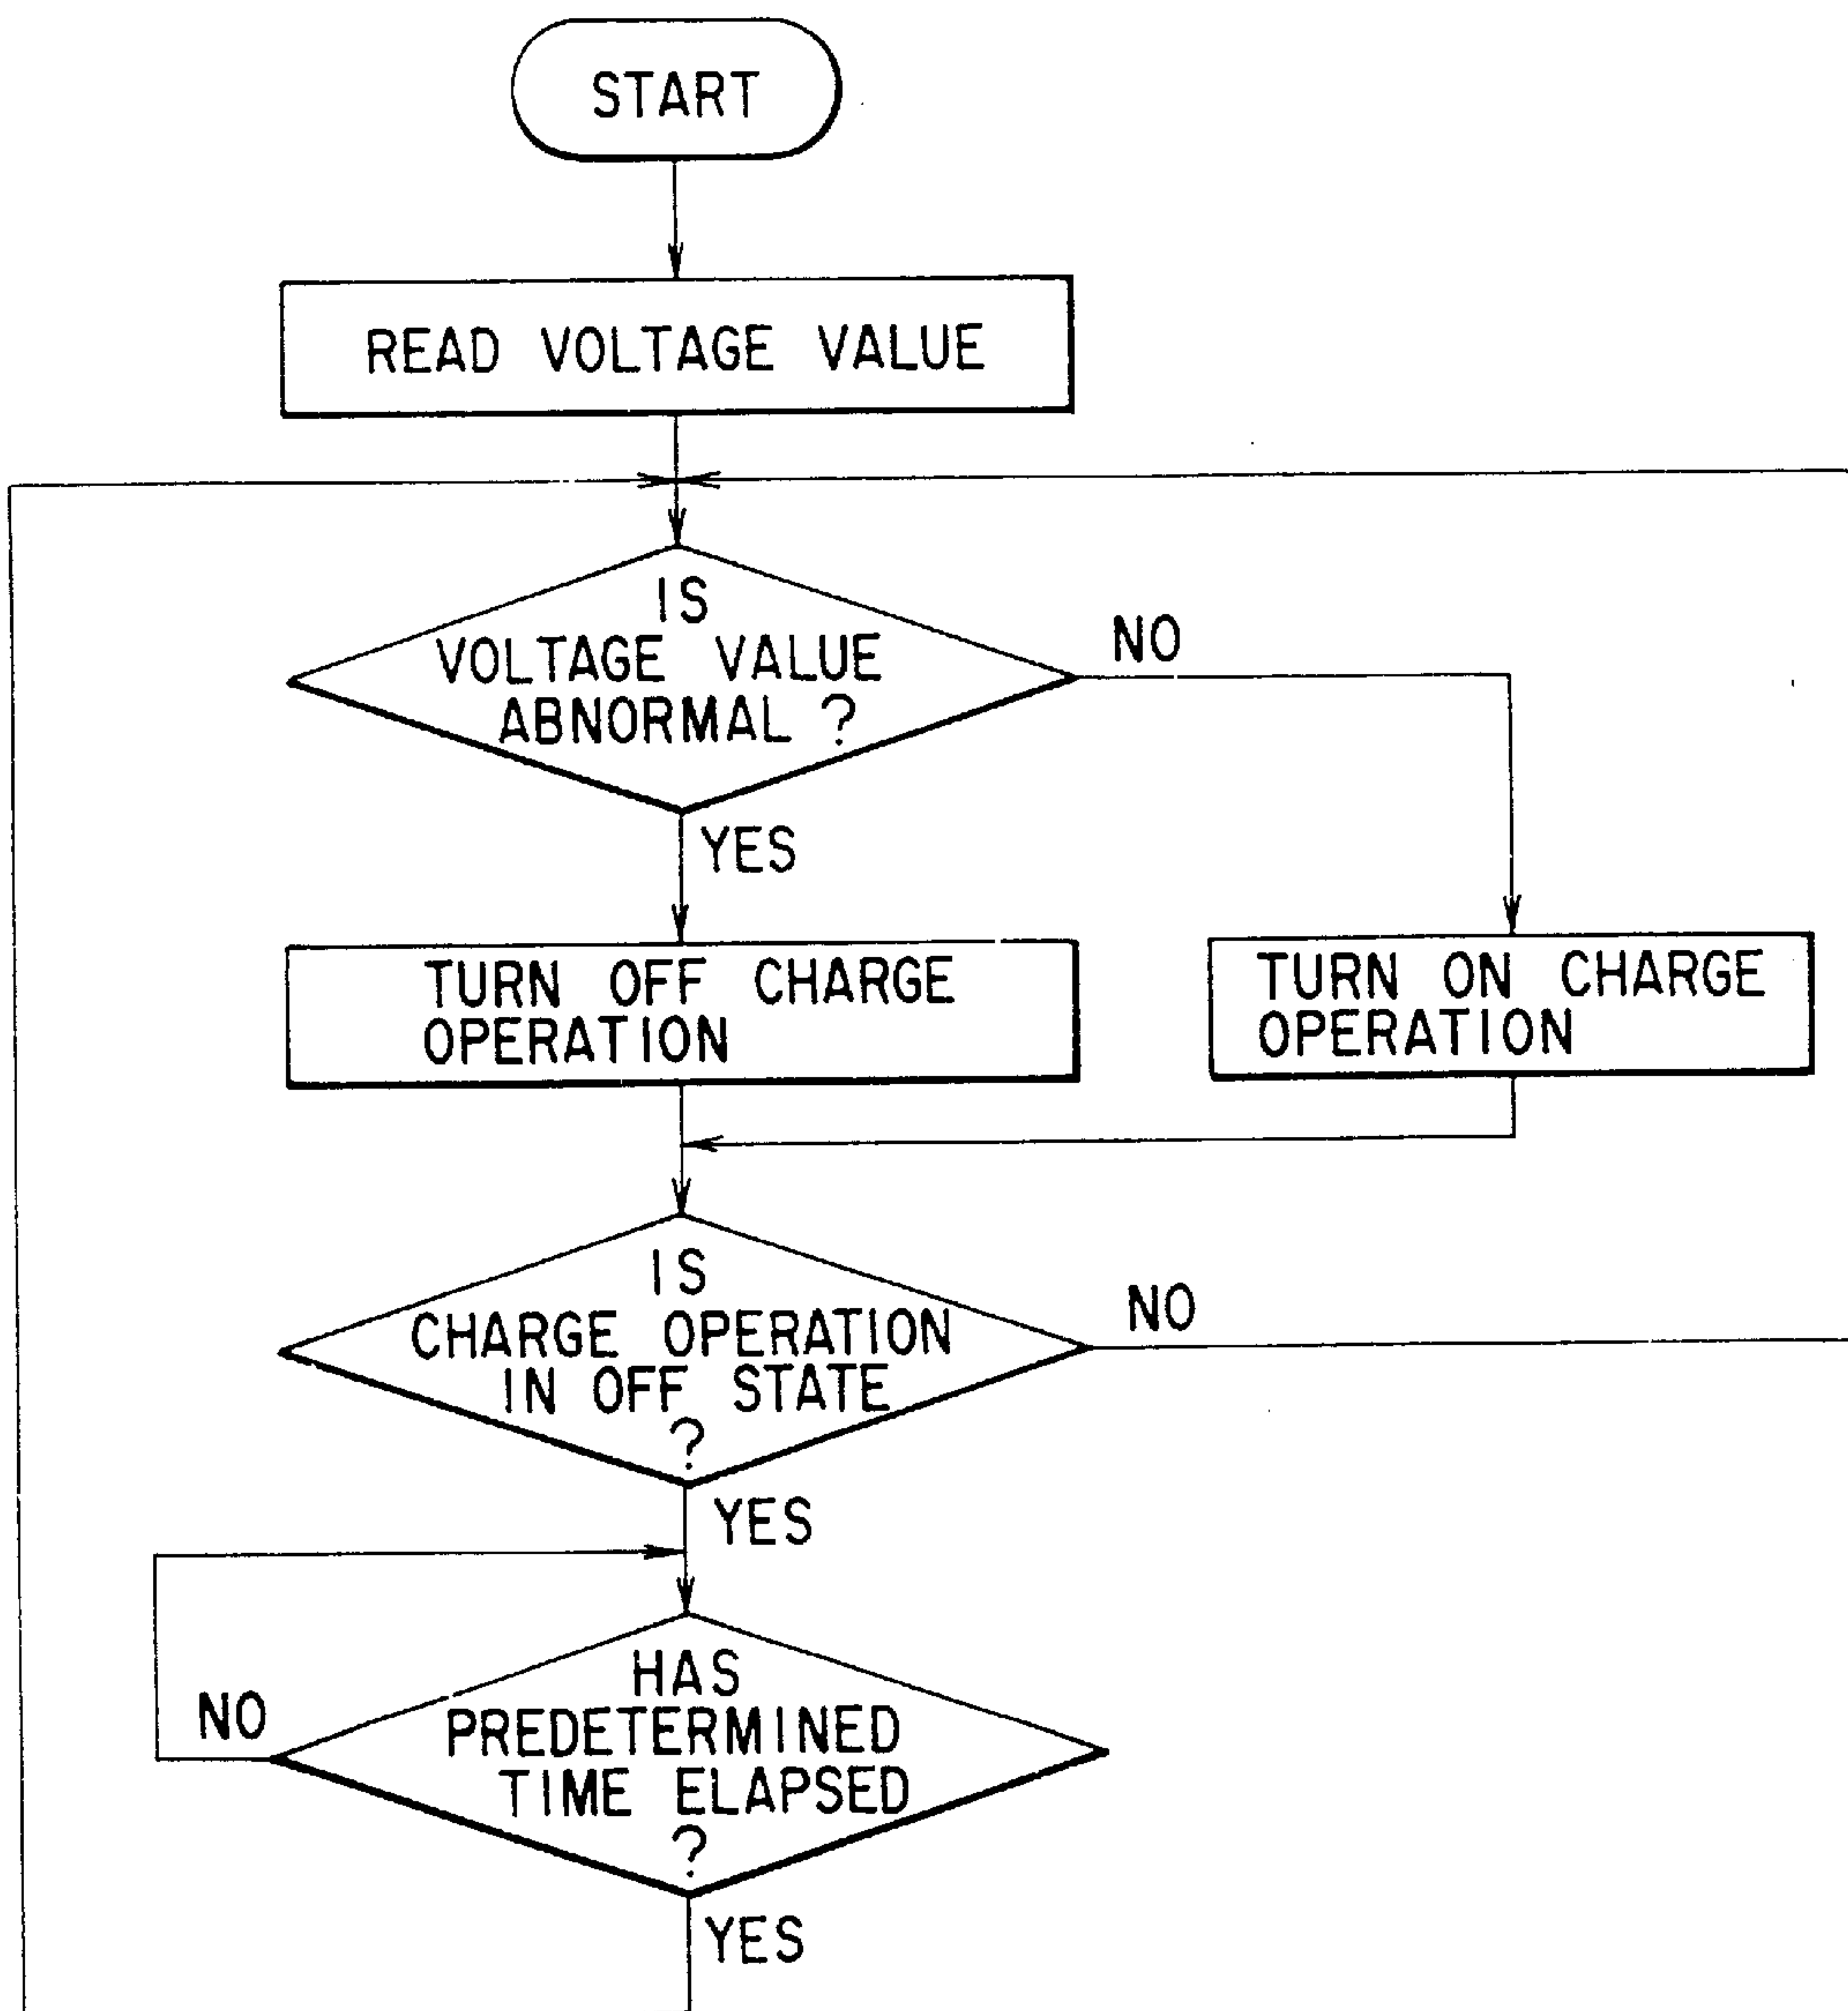 START
READ VOLTAGE VALUE
IS
VOLTAGE VALUE
ABNORMAL ?
NO
YES
TURN OFF CHARGE
OPERATION
TURN ON CHARGE
OPERATION
IS
CHARGE OPERATION
IN OFF STATE
?
NO
YES
HAS
PREDETERMINED
TIME ELAPSED
?
NO
YES